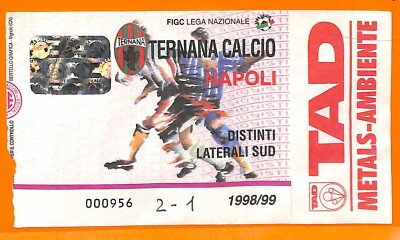 FIGC LEGA NAZIONALE
TERNANA
TERNANA CALCIO
NAPOLI
DISTINTI
LATERALI SUD
000956
2-1
1998/99
TAD
METALS-AMBIENTE
TAD